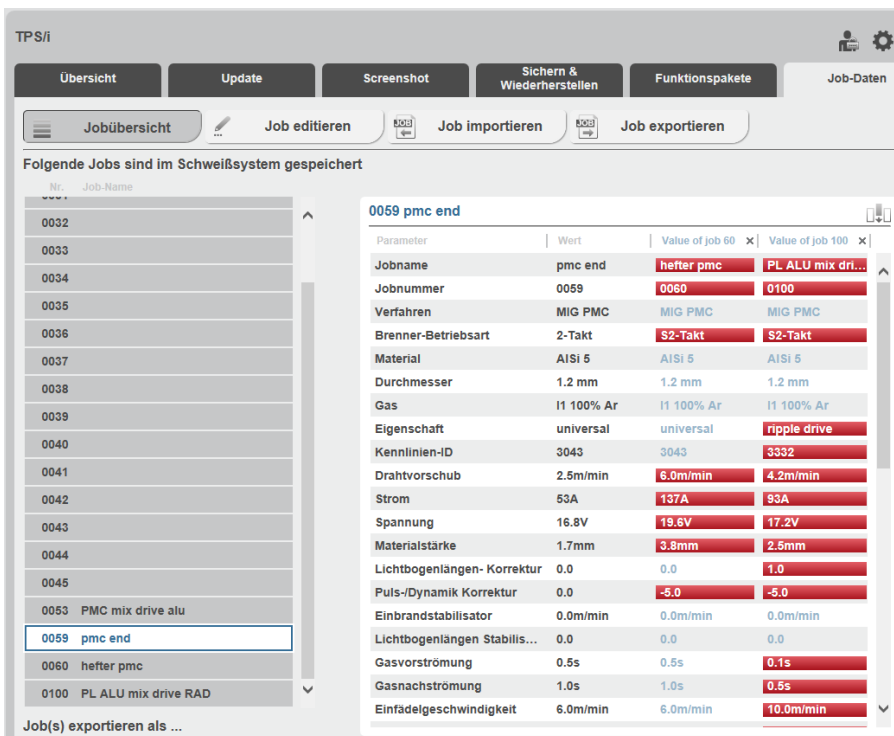 TPS/i
Übersicht Update Screenshot Sichern & Wiederherstellen Funktionspakete Job-Daten
Jobübersicht Job editieren Job importieren Job exportieren
Folgende Jobs sind im Schweißsystem gespeichert
Nr. Job-Name
0032
0033
0034
0035
0036
0037
0038
0039
0040
0041
0042
0043
0044
0045
0053 PMC mix drive alu
0059 pmc end
0060 hefter pmc
0100 PL ALU mix drive RAD
Job(s) exportieren als ...
0059 pmc end
Parameter Wert Value of job 60 x Value of job 100 x
Jobname pmc end hefter pmc PL ALU mix dri...
Jobnummer 0059 0060 0100
Verfahren MIG PMC MIG PMC MIG PMC
Brenner-Betriebsart 2-Takt S2-Takt S2-Takt
Material AlSi 5 AlSi 5 AlSi 5
Durchmesser 1.2 mm 1.2 mm 1.2 mm
Gas I1 100% Ar I1 100% Ar I1 100% Ar
Eigenschaft universal universal ripple drive
Kennlinien-ID 3043 3043 3332
Drahtvorschub 2.5m/min 6.0m/min 4.2m/min
Strom 53A 137A 93A
Spannung 16.8V 19.6V 17.2V
Materialstärke 1.7mm 3.8mm 2.5mm
Lichtbogenlängen- Korrektur 0.0 0.0 1.0
Puls-/Dynamik Korrektur 0.0 -5.0 -5.0
Einbrandstabilisator 0.0m/min 0.0m/min 0.0m/min
Lichtbogenlängen Stabilis... 0.0 0.0 0.0
Gasvorströmung 0.5s 0.5s 0.1s
Gasnachströmung 1.0s 1.0s 0.5s
Einfädelgeschwindigkeit 6.0m/min 6.0m/min 10.0m/min